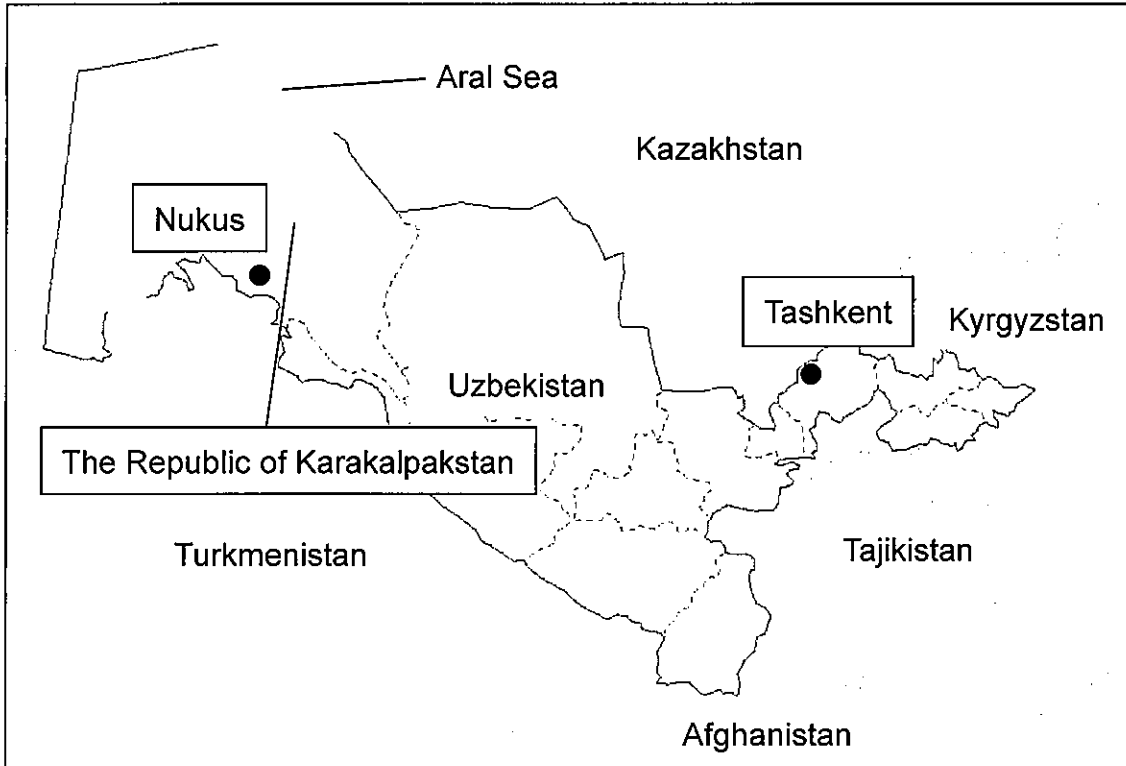 Aral Sea
Kazakhstan
Nukus
Tashkent
Kyrgyzstan
Uzbekistan
The Republic of Karakalpakstan
Turkmenistan
Tajikistan
Afghanistan